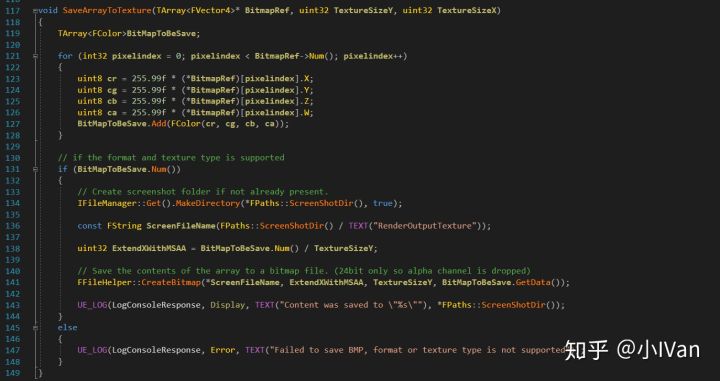 117 void SaveArrayToTexture(TArray<FVector4>* BitmapRef, uint32 TextureSizeY, uint32 TextureSizeX)
118 {
119 TArray<FColor>BitMapToBeSave;
120
121 for (int32 pixelindex = 0; pixelindex < BitmapRef->Num(); pixelindex++)
122 {
123 uint8 cr = 255.99f * (*BitmapRef)[pixelindex].X;
124 uint8 cg = 255.99f * (*BitmapRef)[pixelindex].Y;
125 uint8 cb = 255.99f * (*BitmapRef)[pixelindex].Z;
126 uint8 ca = 255.99f * (*BitmapRef)[pixelindex].W;
127 BitMapToBeSave.Add(FColor(cr, cg, cb, ca));
128 }
129
130 // if the format and texture type is supported
131 if (BitMapToBeSave.Num())
132 {
133 // Create screenshot folder if not already present.
134 IFileManager::Get().MakeDirectory(*FPaths::ScreenShotDir(), true);
135
136 const FString ScreenFileName(FPaths::ScreenShotDir() / TEXT("RenderOutputTexture"));
137
138 uint32 ExtendXWithMSAA = BitMapToBeSave.Num() / TextureSizeY;
139
140 // Save the contents of the array to a bitmap file. (24bit only so alpha channel is dropped)
141 FFileHelper::CreateBitmap(*ScreenFileName, ExtendXWithMSAA, TextureSizeY, BitMapToBeSave.GetData());
142
143 UE_LOG(LogConsoleResponse, Display, TEXT("Content was saved to \"%s\""), *FPaths::ScreenShotDir());
144 }
145 else
146 {
147 UE_LOG(LogConsoleResponse, Error, TEXT("Failed to save BMP, format or texture type is not supported
148 }
149 }
知乎 @小IVan